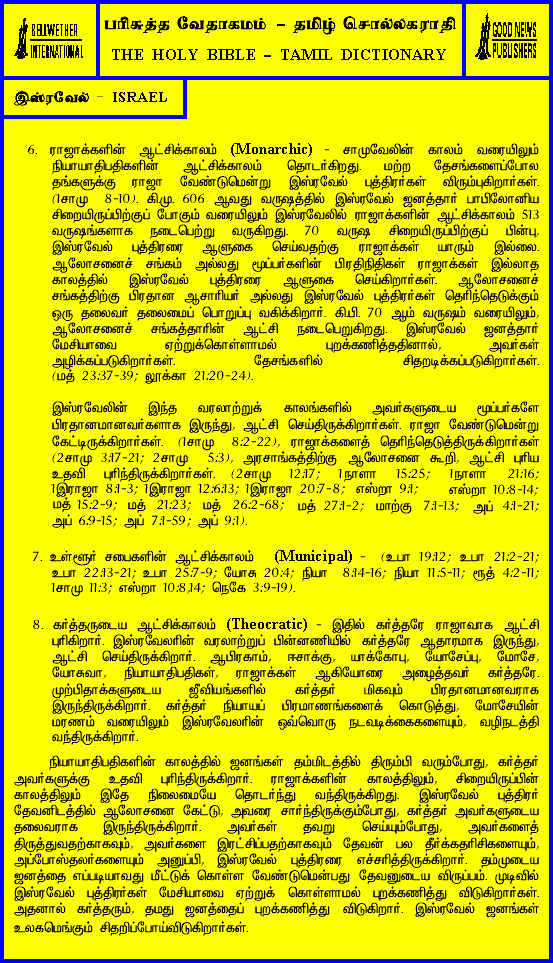 BELLWETHER
INTERNATIONAL
பரிசுத்த வேதாகமம் – தமிழ் சொல்லகராதி
THE HOLY BIBLE – TAMIL DICTIONARY
GOOD NEWS
PUBLISHERS
இஸ்ரவேல் - ISRAEL
6. ராஜாக்களின் ஆட்சிக்காலம் (Monarchic) - சாமுவேலின் காலம் வரையிலும்
நியாயாதிபதிகளின் ஆட்சிக்காலம் தொடர்கிறது. மற்ற தேசங்களைப்போல
தங்களுக்கு ராஜா வேண்டுமென்று இஸ்ரவேல் புத்திரர்கள் விரும்புகிறார்கள்.
(1சாமு 8-10). கி.மு. 606 ஆவது வருஷத்தில் இஸ்ரவேல் ஜனத்தார் பாபிலோனிய
சிறையிருப்பிற்குப் போகும் வரையிலும் இஸ்ரவேலில் ராஜாக்களின் ஆட்சிக்காலம் 513
வருஷங்களாக நடைபெற்று வருகிறது. 70 வருஷ சிறையிருப்பிற்குப் பின்பு,
இஸ்ரவேல் புத்திரரை ஆளுகை செய்வதற்கு ராஜாக்கள் யாரும் இல்லை.
ஆலோசனைச் சங்கம் அல்லது மூப்பர்களின் பிரதிநிதிகள் ராஜாக்கள் இல்லாத
காலத்தில் இஸ்ரவேல் புத்திரரை ஆளுகை செய்கிறார்கள். ஆலோசனைச்
சங்கத்திற்கு பிரதான ஆசாரியர் அல்லது இஸ்ரவேல் புத்திரர்கள் தெரிந்தெடுக்கும்
ஒரு தலைவர் தலைமைப் பொறுப்பு வகிக்கிறார். கி.பி. 70 ஆம் வருஷம் வரையிலும்,
ஆலோசனைச் சங்கத்தாரின் ஆட்சி நடைபெறுகிறது. இஸ்ரவேல் ஜனத்தார்
மேசியாவை ஏற்றுக்கொள்ளாமல் புறக்கணித்ததினால், அவர்கள்
அழிக்கப்படுகிறார்கள். தேசங்களில் சிதறடிக்கப்படுகிறார்கள்.
(மத் 23:37-39; லூக்கா 21:20-24).
இஸ்ரவேலின் இந்த வரலாற்றுக் காலங்களில் அவர்களுடைய மூப்பர்களே
பிரதானமானவர்களாக இருந்து, ஆட்சி செய்திருக்கிறார்கள். ராஜா வேண்டுமென்று
கேட்டிருக்கிறார்கள். (1சாமு 8:2-22), ராஜாக்களைத் தெரிந்தெடுத்திருக்கிறார்கள்
(2சாமு 3:17-21; 2சாமு 5:3), அரசாங்கத்திற்கு ஆலோசனை கூறி, ஆட்சி புரிய
உதவி புரிந்திருக்கிறார்கள். (2சாமு 12:17; 1நாளா 15:25; 1நாளா 21:16;
1இராஜா 8:1-3; 1இராஜா 12:6,13; 1இராஜா 20:7-8; எஸ்றா 9:1; எஸ்றா 10:8-14;
மத் 15:2-9; மத் 21:23; மத் 26:2-68; மத் 27:1-2; மாற்கு 7:1-13; அப் 4:1-21;
அப் 6:9-15; அப் 7:1-59; அப் 9:1).
7. உள்ளூர் சபைகளின் ஆட்சிக்காலம் (Municipal) - (உபா 19:12; உபா 21:2-21;
உபா 22:13-21; உபா 25:7-9; யோசு 20:4; நியா 8:14-16; நியா 11:5-11; ரூத் 4:2-11;
1சாமு 11:3; எஸ்றா 10:8,14; நெகே 3:9-19).
8. கர்த்தருடைய ஆட்சிக்காலம் (Theocratic) - இதில் கர்த்தரே ராஜாவாக ஆட்சி
புரிகிறார். இஸ்ரவேலரின் வரலாற்றுப் பின்னணியில் கர்த்தரே ஆதாரமாக இருந்து,
ஆட்சி செய்திருக்கிறார். ஆபிரகாம், ஈசாக்கு, யாக்கோபு, யோசேப்பு, மோசே,
யோசுவா, நியாயாதிபதிகள், ராஜாக்கள் ஆகியோரை அழைத்தவர் கர்த்தரே.
முற்பிதாக்களுடைய ஜீவியங்களில் கர்த்தர் மிகவும் பிரதானமானவராக
இருந்திருக்கிறார். கர்த்தர் நியாயப் பிரமாணங்களைக் கொடுத்து, மோசேயின்
மரணம் வரையிலும் இஸ்ரவேலரின் ஒவ்வொரு நடவடிக்கைகளையும், வழிநடத்தி
வந்திருக்கிறார்.
நியாயாதிபதிகளின் காலத்தில் ஜனங்கள் தம்மிடத்தில் திரும்பி வரும்போது, கர்த்தர்
அவர்களுக்கு உதவி புரிந்திருக்கிறார். ராஜாக்களின் காலத்திலும், சிறையிருப்பின்
காலத்திலும் இதே நிலைமையே தொடர்ந்து வந்திருக்கிறது. இஸ்ரவேல் புத்திரர்
தேவனிடத்தில் ஆலோசனை கேட்டு, அவரை சார்ந்திருக்கும்போது, கர்த்தர் அவர்களுடைய
தலைவராக இருந்திருக்கிறார். அவர்கள் தவறு செய்யும்போது, அவர்களைத்
திருத்துவதற்காகவும், அவர்களை இரட்சிப்பதற்காகவும் தேவன் பல தீர்க்கதரிசிகளையும்,
அப்போஸ்தலர்களையும் அனுப்பி, இஸ்ரவேல் புத்திரரை எச்சரித்திருக்கிறார். தம்முடைய
ஜனத்தை எப்படியாவது மீட்டுக் கொள்ள வேண்டுமென்பது தேவனுடைய விருப்பம். முடிவில்
இஸ்ரவேல் புத்திரர்கள் மேசியாவை ஏற்றுக் கொள்ளாமல் புறக்கணித்து விடுகிறார்கள்.
அதனால் கர்த்தரும், தமது ஜனத்தைப் புறக்கணித்து விடுகிறார். இஸ்ரவேல் ஜனங்கள்
உலகமெங்கும் சிதறிப்போய்விடுகிறார்கள்.